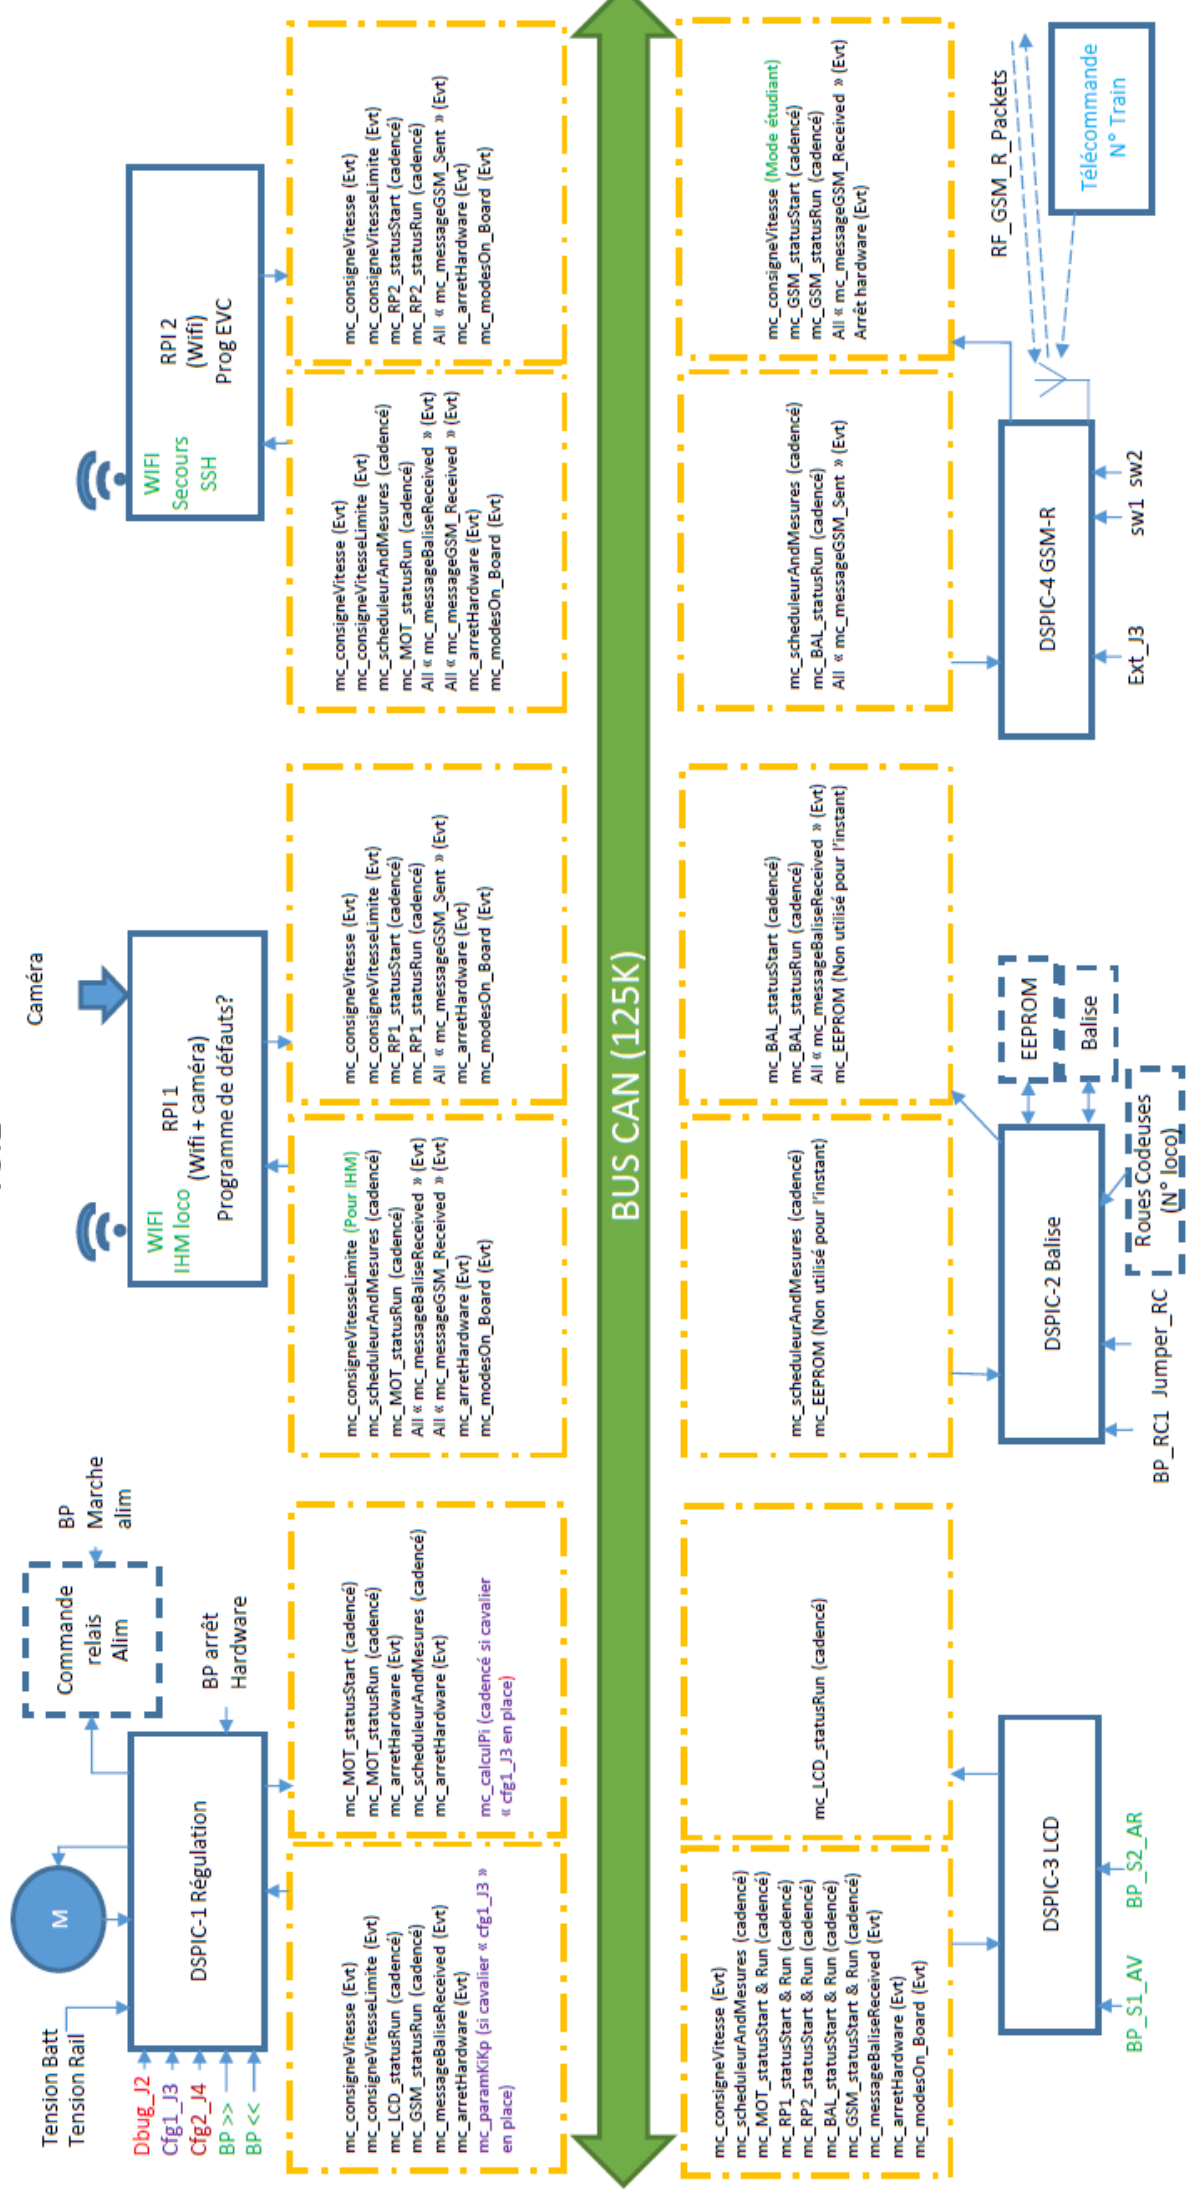 Caméra
Tension Batt
Tension Rail
M
Commande
relais
Alim
BP
Marche
alim
Dbug_J2
Cfg1_J3
Cfg2_J4
BP >>
BP <<
DSPIC-1 Régulation
BP arrêt
Hardware
WIFI
IHM loco
RPI 1
(Wifi + caméra)
Programme de défauts?
WIFI
Secours
SSH
RPI 2
(Wifi)
Prog EVC
mc_consigneVitesse (Evt)
mc_consigneVitesseLimite (Evt)
mc_LCD_statusRun (cadencé)
mc_GSM_statusRun (cadencé)
mc_messageBaliseReceived (Evt)
mc_arretHardware (Evt)
mc_paramKiKp (si cavalier « cfg1_J3 »
en place)
mc_MOT_statusStart (cadencé)
mc_MOT_statusRun (cadencé)
mc_arretHardware (Evt)
mc_scheduleurAndMesures (cadencé)
mc_arretHardware (Evt)
mc_calculPi (cadencé si cavalier
« cfg1_J3 en place)
mc_consigneVitesseLimite (Pour IHM)
mc_scheduleurAndMesures (cadencé)
mc_MOT_statusRun (cadencé)
All « mc_messageBaliseReceived » (Evt)
All « mc_messageGSM_Received » (Evt)
mc_arretHardware (Evt)
mc_modesOn_Board (Evt)
mc_consigneVitesse (Evt)
mc_consigneVitesseLimite (Evt)
mc_RP1_statusStart (cadencé)
mc_RP1_statusRun (cadencé)
All « mc_messageGSM_Sent » (Evt)
mc_arretHardware (Evt)
mc_modesOn_Board (Evt)
mc_consigneVitesse (Evt)
mc_consigneVitesseLimite (Evt)
mc_scheduleurAndMesures (cadencé)
mc_MOT_statusRun (cadencé)
All « mc_messageBaliseReceived » (Evt)
All « mc_messageGSM_Received » (Evt)
mc_arretHardware (Evt)
mc_modesOn_Board (Evt)
mc_consigneVitesse (Evt)
mc_consigneVitesseLimite (Evt)
mc_RP2_statusStart (cadencé)
mc_RP2_statusRun (cadencé)
All « mc_messageGSM_Sent » (Evt)
mc_arretHardware (Evt)
mc_modesOn_Board (Evt)
BUS CAN (125K)
mc_consigneVitesse (Evt)
mc_scheduleurAndMesures (cadencé)
mc_MOT_statusStart & Run (cadencé)
mc_RP1_statusStart & Run (cadencé)
mc_RP2_statusStart & Run (cadencé)
mc_BAL_statusStart & Run (cadencé)
mc_GSM_statusStart & Run (cadencé)
mc_messageBaliseReceived (Evt)
mc_arretHardware (Evt)
mc_modesOn_Board (Evt)
mc_LCD_statusRun (cadencé)
mc_scheduleurAndMesures (cadencé)
mc_EEPROM (Non utilisé pour l'instant)
mc_BAL_statusStart (cadencé)
mc_BAL_statusRun (cadencé)
All « mc_messageBaliseReceived » (Evt)
mc_EEPROM (Non utilisé pour l'instant)
mc_scheduleurAndMesures (cadencé)
mc_BAL_statusRun (cadencé)
All « mc_messageGSM_Sent » (Evt)
mc_consigneVitesse (Mode étudiant)
mc_GSM_statusStart (cadencé)
mc_GSM_statusRun (cadencé)
All « mc_messageGSM_Received » (Evt)
Arrêt hardware (Evt)
DSPIC-3 LCD
BP_S1_AV
BP_S2_AR
DSPIC-2 Balise
EEPROM
Balise
Roues Codeuses
(N° loco)
BP_RC1
Jumper_RC
DSPIC-4 GSM-R
Ext_J3
sw1
sw2
RF_GSM_R_Packets
Télécommande
N° Train